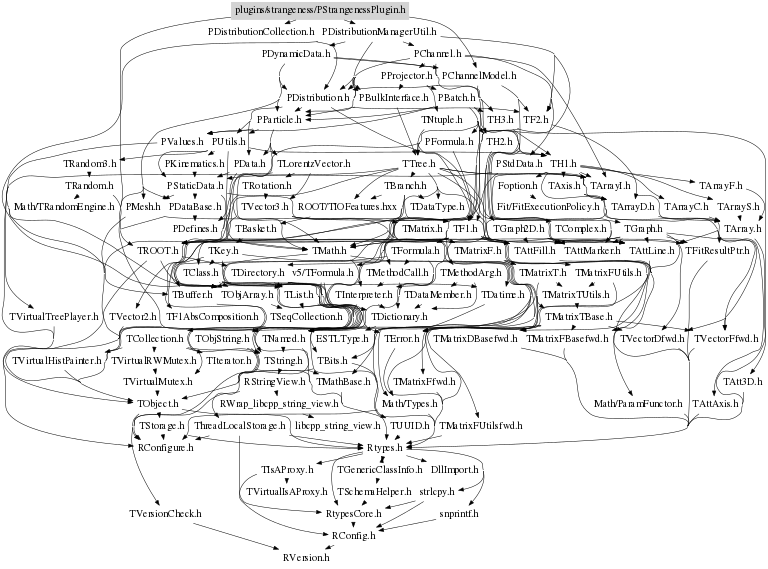 plugins/strangeness/PStrangenessPlugin.h
PDistributionCollection.h PDistributionManagerUtil.h
PDynamicData.h PChannel.h
PProjector.h PChannelModel.h
PDistribution.h PBulkInterface.h PBatch.h
PParticle.h TNtuple.h TH3.h TF2.h
PValues.h PUtils.h PFormula.h TH2.h
TRandom3.h PKinematics.h PData.h TLorentzVector.h TTree.h PStdData.h TH1.h
TRandom.h PStaticData.h TRotation.h TBranch.h Foption.h TAxis.h TArrayI.h TArrayF.h
Math/TRandomEngine.h PMesh.h PDataBase.h TVector3.h ROOT/TIOFeatures.hxx TDataType.h Fit/FitExecutionPolicy.h TArrayD.h TArrayC.h TArrayS.h
PDefines.h TBasket.h TMatrix.h TF1.h TGraph2D.h TComplex.h TGraph.h TArray.h
TROOT.h TKey.h TMath.h TFormula.h TMatrixF.h TAttFill.h TAttMarker.h TAttLine.h TFitResultPtr.h
TClass.h TDirectory.h v5/TFormula.h TMethodCall.h TMethodArg.h TMatrixT.h TMatrixFUtils.h
TBuffer.h TObjArray.h TList.h TInterpreter.h TDataMember.h TDatime.h TMatrixTUtils.h
TVirtualTreePlayer.h TVector2.h TF1AbsComposition.h TSeqCollection.h TDictionary.h TMatrixTBase.h
TCollection.h TObjString.h TNamed.h ESTLType.h TError.h TMatrixDBasefwd.h TMatrixFBasefwd.h TVectorDfwd.h TVectorFfwd.h
TVirtualHistPainter.h TVirtualRWMutex.h TIterator.h TString.h TBits.h
TVirtualMutex.h RStringView.h TMathBase.h TMatrixFfwd.h TAtt3D.h
TObject.h RWrap_libcpp_string_view.h Math/Types.h Math/ParamFunctor.h TAttAxis.h
TStorage.h ThreadLocalStorage.h libcpp_string_view.h TUUID.h TMatrixFUtilsfwd.h
RConfigure.h Rtypes.h
TIsAProxy.h TGenericClassInfo.h DllImport.h
TVirtualIsAProxy.h TSchemaHelper.h strlcpy.h
TVersionCheck.h RtypesCore.h snprintf.h
RConfig.h
RVersion.h